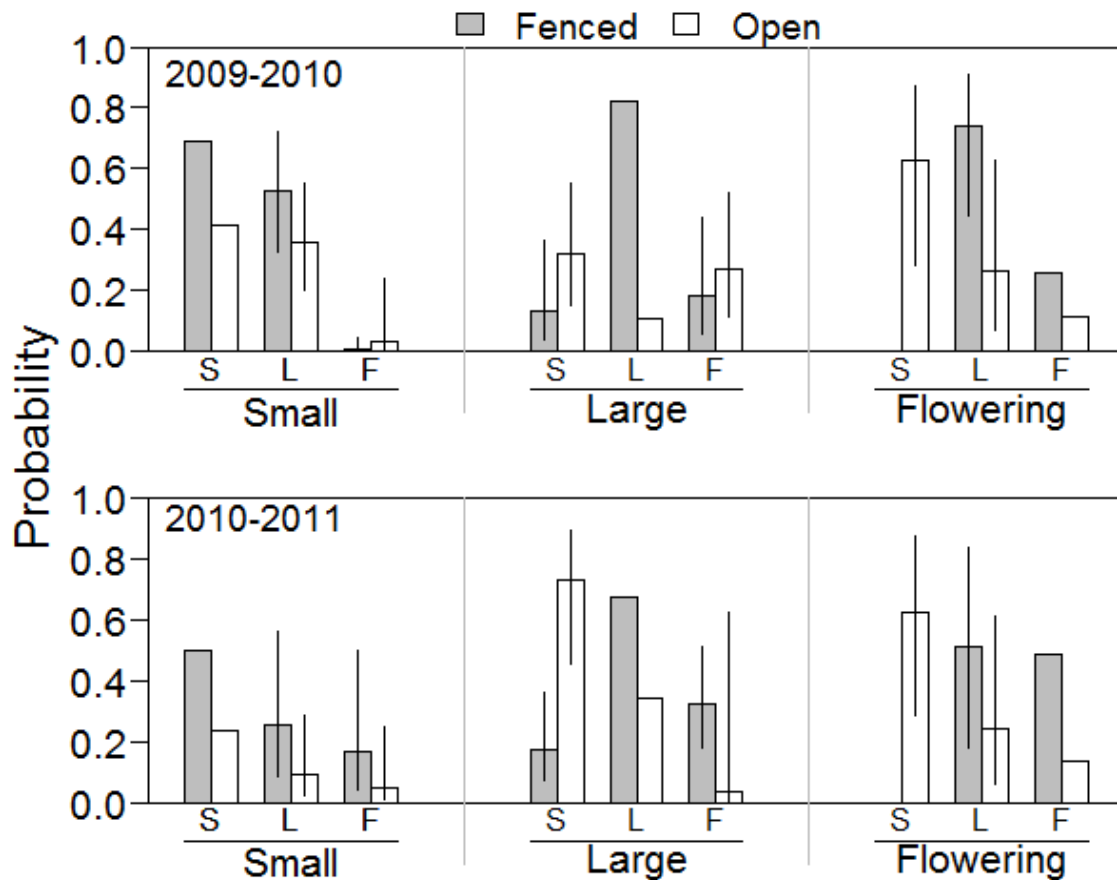 Fenced Open
Probability
2009-2010
1.0
0.8
0.6
0.4
0.2
0.0
S L F S L F S L F
Small Large Flowering
2010-2011
1.0
0.8
0.6
0.4
0.2
0.0
S L F S L F S L F
Small Large Flowering